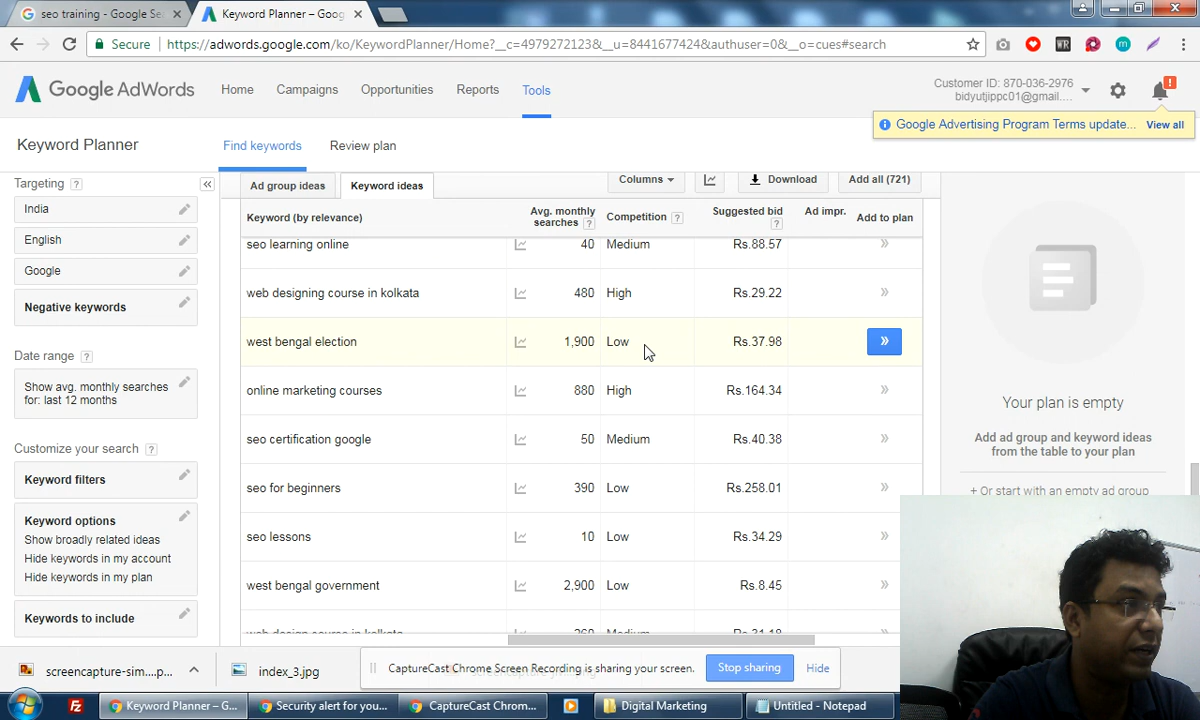 seo training - Google Se
Keyword Planner – Goog
Secure
https://adwords.google.com/ko/KeywordPlanner/Home?__c=4979272123&__u=8441677424&authuser=0&__o=cues#search
Google AdWords
Home
Campaigns
Opportunities
Reports
Tools
Customer ID: 870-036-2976
bidyutjippc01@gmail....
Google Advertising Program Terms update... View all
Keyword Planner
Find keywords
Review plan
Targeting ?
India
English
Google
Negative keywords
Date range ?
Show avg. monthly searches
for: last 12 months
Customize your search ?
Keyword filters
Keyword options
Show broadly related ideas
Hide keywords in my account
Hide keywords in my plan
Keywords to include
Ad group ideas
Keyword ideas
Columns
Download
Add all (721)
Keyword (by relevance)
Avg. monthly
searches ?
Competition ?
Suggested bid
?
Ad impr.
Add to plan
seo learning online 40 Medium Rs.88.57
web designing course in kolkata 480 High Rs.29.22
west bengal election 1,900 Low Rs.37.98
online marketing courses 880 High Rs.164.34
seo certification google 50 Medium Rs.40.38
seo for beginners 390 Low Rs.258.01
seo lessons 10 Low Rs.34.29
west bengal government 2,900 Low Rs.8.45
web design course in kolkata 260 Medium Rs.31.18
Your plan is empty
Add ad group and keyword ideas
from the table to your plan
+ Or start with an empty ad group
screencapture-sim....p...
index_3.jpg
CaptureCast Chrome Screen Recording is sharing your screen.
Stop sharing
Hide
Keyword Planner – G...
Security alert for you...
CaptureCast Chrom...
Digital Marketing
Untitled - Notepad